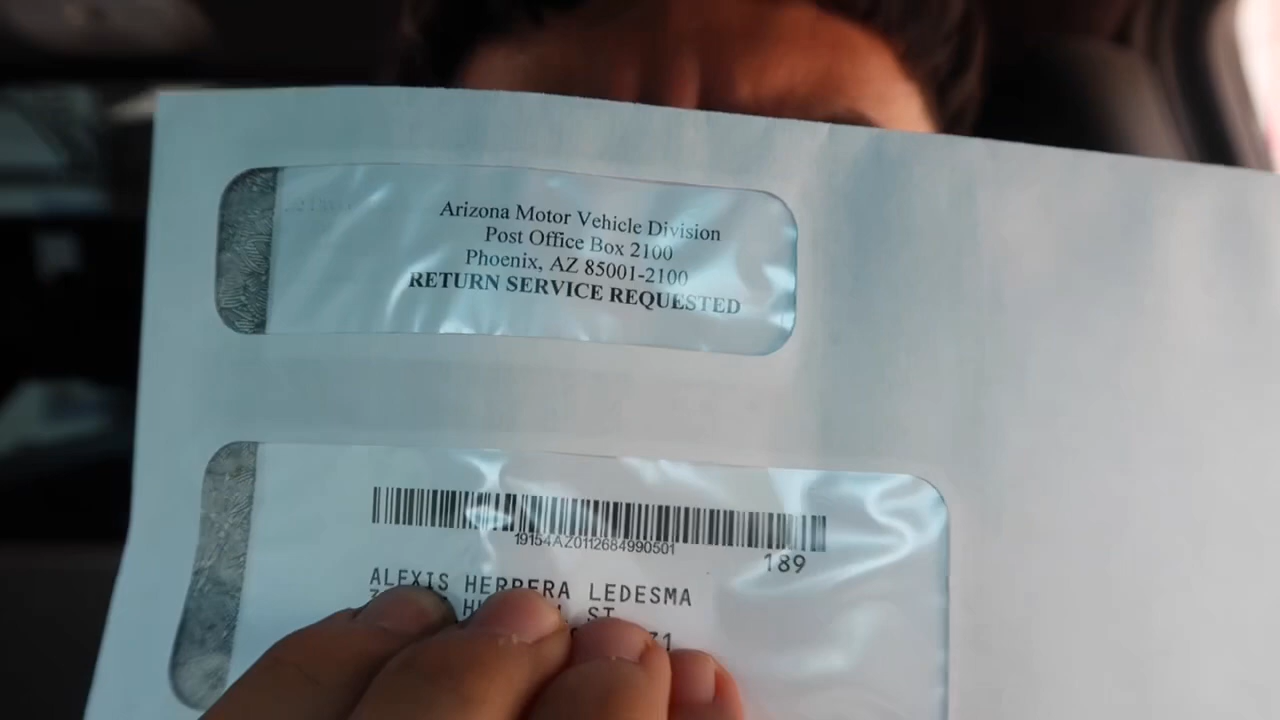 Arizona Motor Vehicle Division
Post Office Box 2100
Phoenix, AZ 85001-2100
RETURN SERVICE REQUESTED
19154AZ0112684990501
189
ALEXIS HERRERA LEDESMA
ST